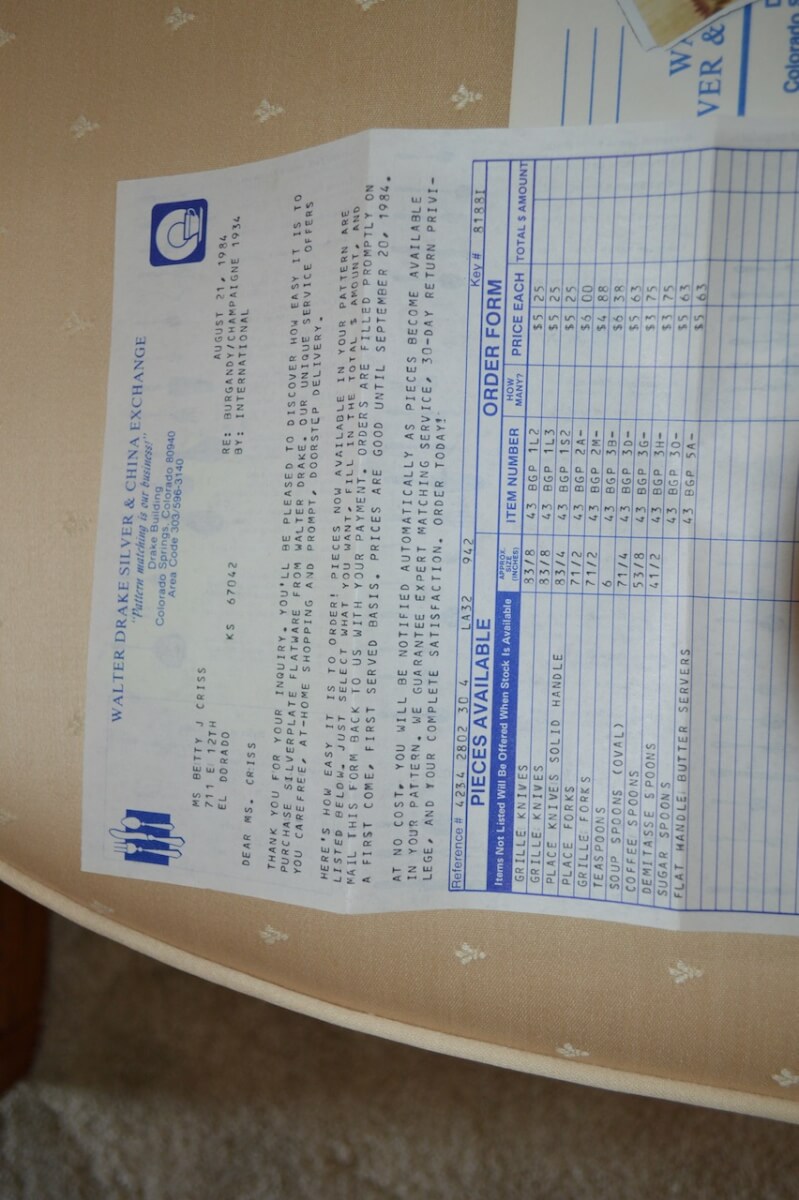 WALTER DRAKE SILVER & CHINA EXCHANGE
"Pattern matching is our business!"
Drake Building
Colorado Springs, Colorado 80940
Area Code 303/596-3140
AUGUST 21, 1984
RE: BURGANDY/CHAMPAIGNE 1934
BY: INTERNATIONAL
MS BETTY J CRISS
711 E 12TH
EL DORADO KS 67042
DEAR MS. CRISS
THANK YOU FOR YOUR INQUIRY. YOU'LL BE PLEASED TO DISCOVER HOW EASY IT IS TO
PURCHASE SILVERPLATE FLATWARE FROM WALTER DRAKE. OUR UNIQUE SERVICE OFFERS
YOU CAREFREE, AT-HOME SHOPPING AND PROMPT, DOORSTEP DELIVERY.
HERE'S HOW EASY IT IS TO ORDER! PIECES NOW AVAILABLE IN YOUR PATTERN ARE
LISTED BELOW. JUST SELECT WHAT YOU WANT, FILL IN THE TOTAL $ AMOUNT, AND
MAIL THIS FORM BACK TO US WITH YOUR PAYMENT. ORDERS ARE FILLED PROMPTLY ON
A FIRST COME, FIRST SERVED BASIS. PRICES ARE GOOD UNTIL SEPTEMBER 20, 1984.
AT NO COST, YOU WILL BE NOTIFIED AUTOMATICALLY AS PIECES BECOME AVAILABLE
IN YOUR PATTERN. WE GUARANTEE EXPERT MATCHING SERVICE, 30-DAY RETURN PRIVI-
LEGE, AND YOUR COMPLETE SATISFACTION. ORDER TODAY!
Reference # 4234 2802 30 4 LA32 942 Key # 8188I
PIECES AVAILABLE ORDER FORM
Items Not Listed Will Be Offered When Stock Is Available APPROX. SIZE (INCHES) ITEM NUMBER HOW MANY? PRICE EACH TOTAL $ AMOUNT
GRILLE KNIVES 8 3/8 43 BGP 1L2 $5 25
GRILLE KNIVES 8 3/8 43 BGP 1L3 $5 25
PLACE KNIVES SOLID HANDLE 8 3/4 43 BGP 1S2 $5 25
PLACE FORKS 7 1/2 43 BGP 2A- $6 00
GRILLE FORKS 7 1/2 43 BGP 2M- $4 88
TEASPOONS 6 43 BGP 3B- $6 38
SOUP SPOONS (OVAL) 7 1/4 43 BGP 3D- $5 63
COFFEE SPOONS 5 3/8 43 BGP 3G- $3 75
DEMITASSE SPOONS 4 1/2 43 BGP 3H- $3 75
SUGAR SPOONS 43 BGP 3O- $5 63
FLAT HANDLE BUTTER SERVERS 43 BGP 5A- $5 63
WA
VER &
D
Colorado S